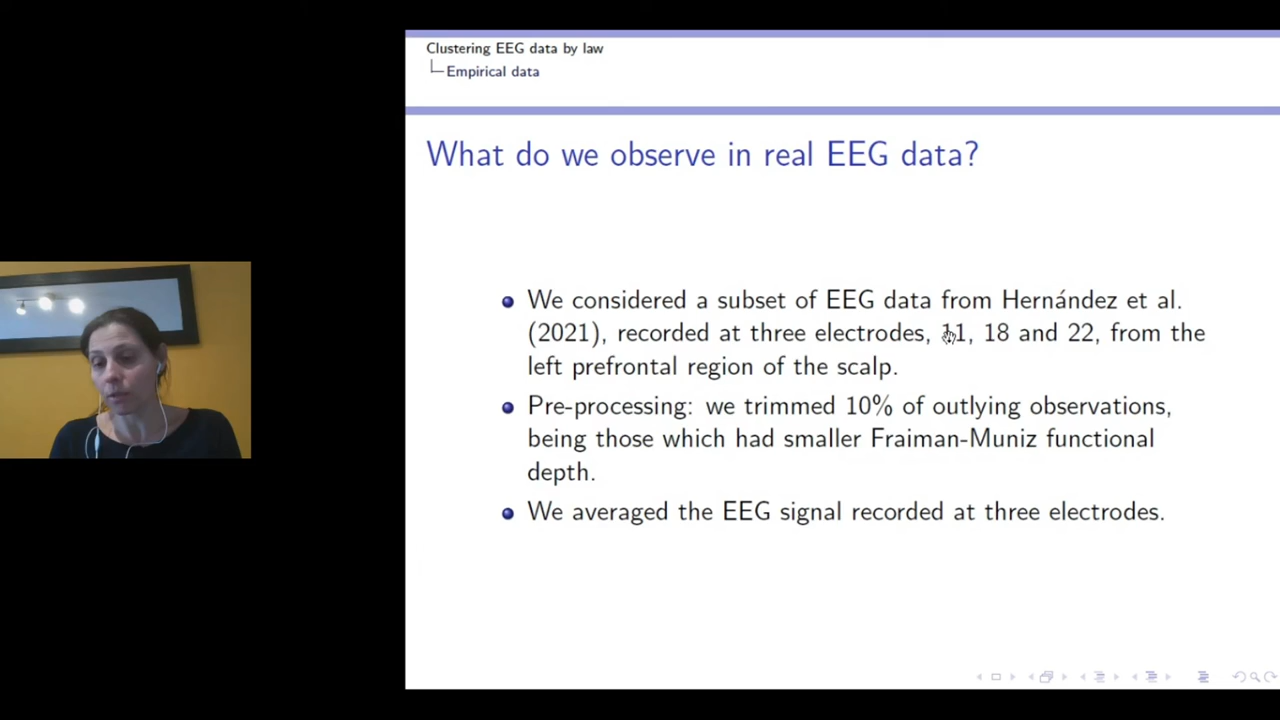 Clustering EEG data by law
Empirical data
What do we observe in real EEG data?
We considered a subset of EEG data from Hernández et al.
(2021), recorded at three electrodes, 11, 18 and 22, from the
left prefrontal region of the scalp.
Pre-processing: we trimmed 10% of outlying observations,
being those which had smaller Fraiman-Muniz functional
depth.
We averaged the EEG signal recorded at three electrodes.